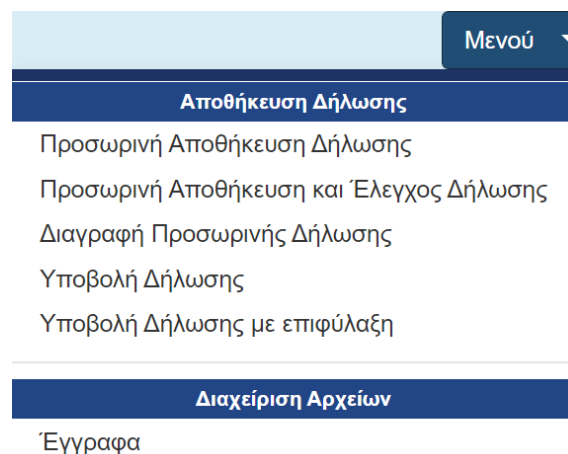 Μενού
Αποθήκευση Δήλωσης
Προσωρινή Αποθήκευση Δήλωσης
Προσωρινή Αποθήκευση και Έλεγχος Δήλωσης
Διαγραφή Προσωρινής Δήλωσης
Υποβολή Δήλωσης
Υποβολή Δήλωσης με επιφύλαξη
Διαχείριση Αρχείων
Έγγραφα